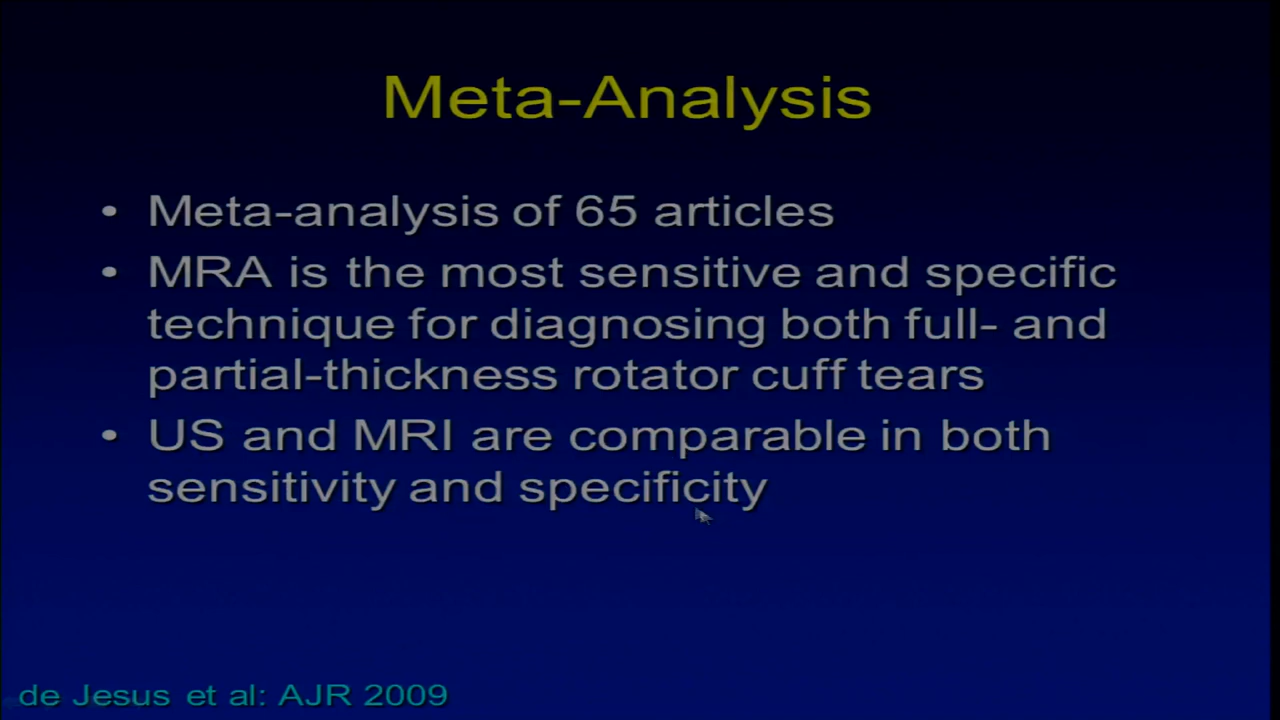 Meta-Analysis
• Meta-analysis of 65 articles
• MRA is the most sensitive and specific
technique for diagnosing both full- and
partial-thickness rotator cuff tears
• US and MRI are comparable in both
sensitivity and specificity
de Jesus et al: AJR 2009